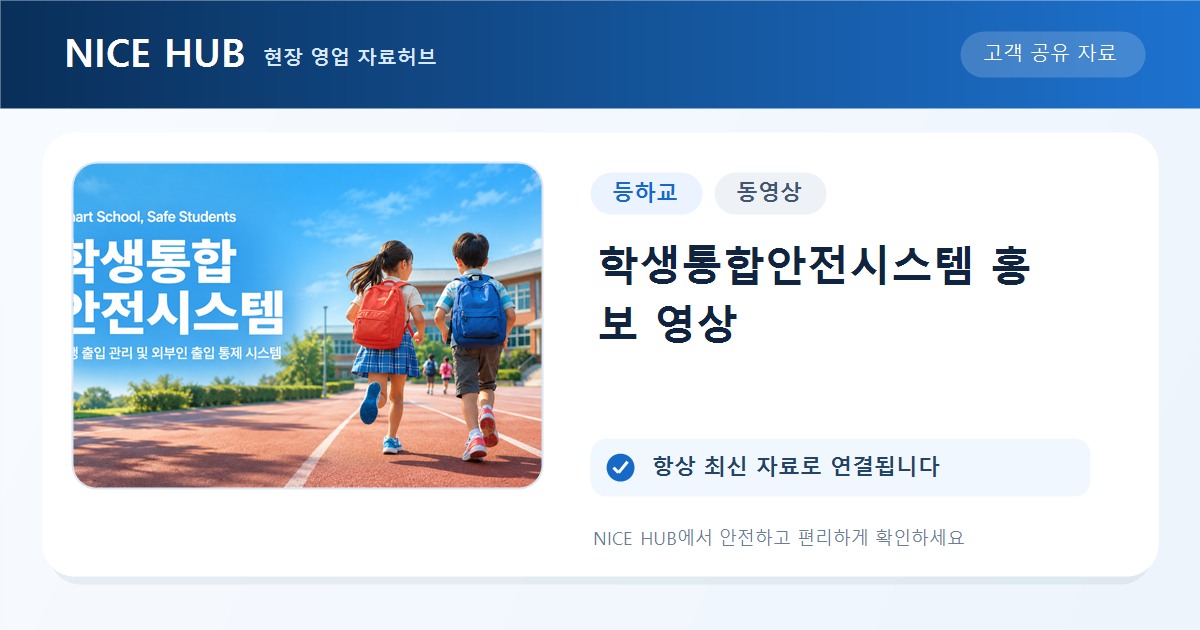 NICE HUB 현장 영업 자료허브
고객 공유 자료
art School, Safe Students
학생통합
안전시스템
출입 관리 및 외부인 출입 통제 시스템
등하교
동영상
학생통합안전시스템 홍
보 영상
항상 최신 자료로 연결됩니다
NICE HUB에서 안전하고 편리하게 확인하세요